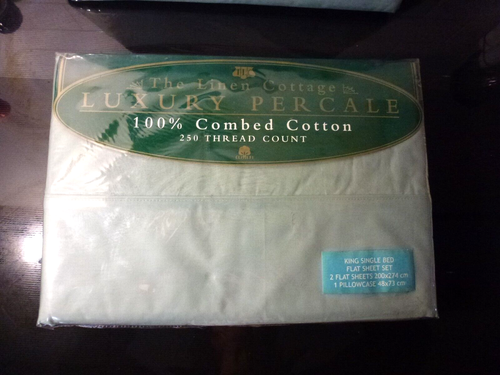 The Linen Cottage
LUXURY PERCALE
100% Combed Cotton
250 THREAD COUNT
KING SINGLE BED
FLAT SHEET SET
2 FLAT SHEETS 200x274 cm
1 PILLOWCASE 48x73 cm